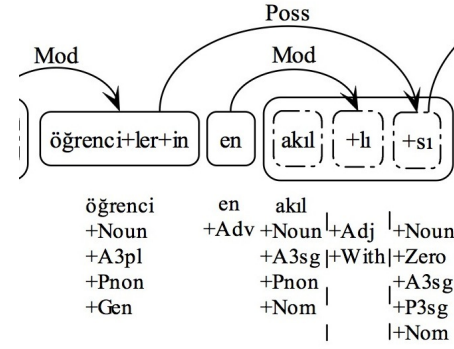 Poss
Mod Mod
öğrenci+ler+in en akıl +lı +sı
öğrenci en akıl
+Noun +Adv +Noun +Adj +Noun
+A3pl +A3sg +With +Zero
+Pnon +Pnon +A3sg
+Gen +Nom +P3sg
+Nom